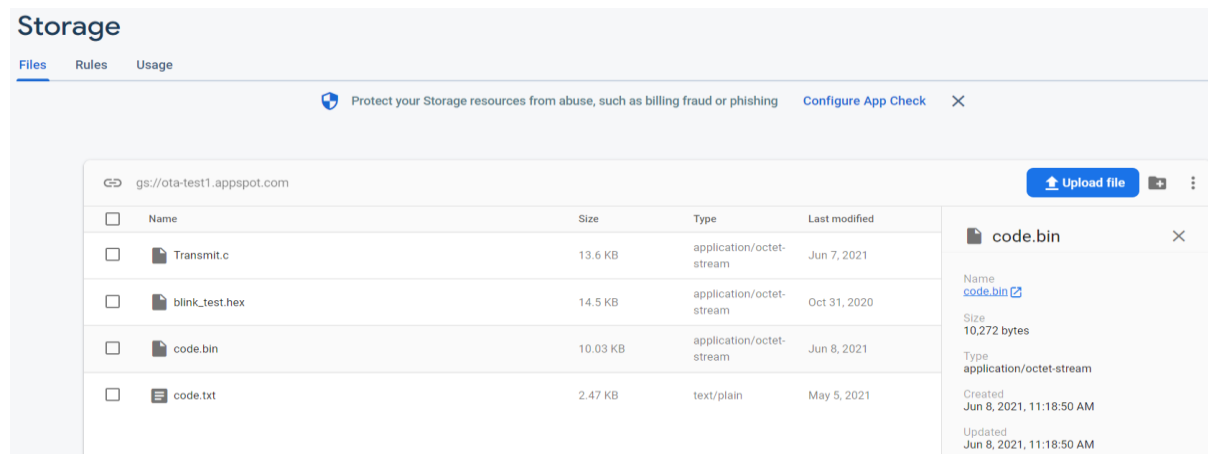 Storage
Files Rules Usage
Protect your Storage resources from abuse, such as billing fraud or phishing Configure App Check
gs://ota-test1.appspot.com Upload file
Name Size Type Last modified
Transmit.c 13.6 KB application/octet-
stream Jun 7, 2021
blink_test.hex 14.5 KB application/octet-
stream Oct 31, 2020
code.bin 10.03 KB application/octet-
stream Jun 8, 2021
code.txt 2.47 KB text/plain May 5, 2021
code.bin
Name
code.bin
Size
10,272 bytes
Type
application/octet-stream
Created
Jun 8, 2021, 11:18:50 AM
Updated
Jun 8, 2021, 11:18:50 AM